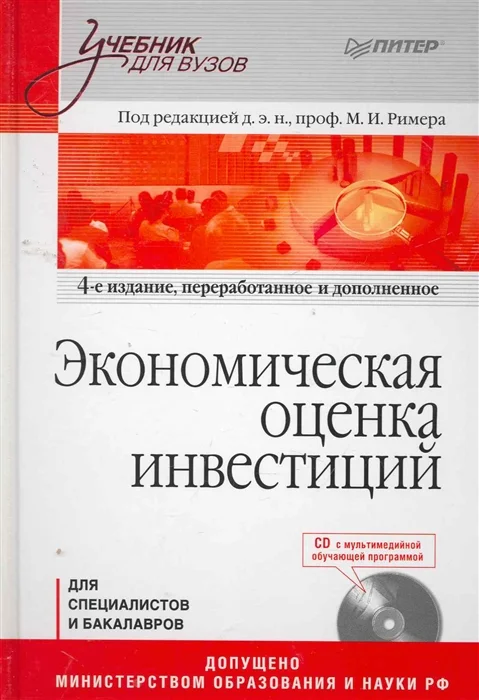 Учебник
для вузов
ПИТЕР
Под редакцией д. э. н., проф. М. И. Римера
4-е издание, переработанное и дополненное
Экономическая
оценка
инвестиций
CD с мультимедийной
обучающей программой
ДЛЯ
СПЕЦИАЛИСТОВ
И БАКАЛАВРОВ
ДОПУЩЕНО
МИНИСТЕРСТВОМ ОБРАЗОВАНИЯ И НАУКИ РФ